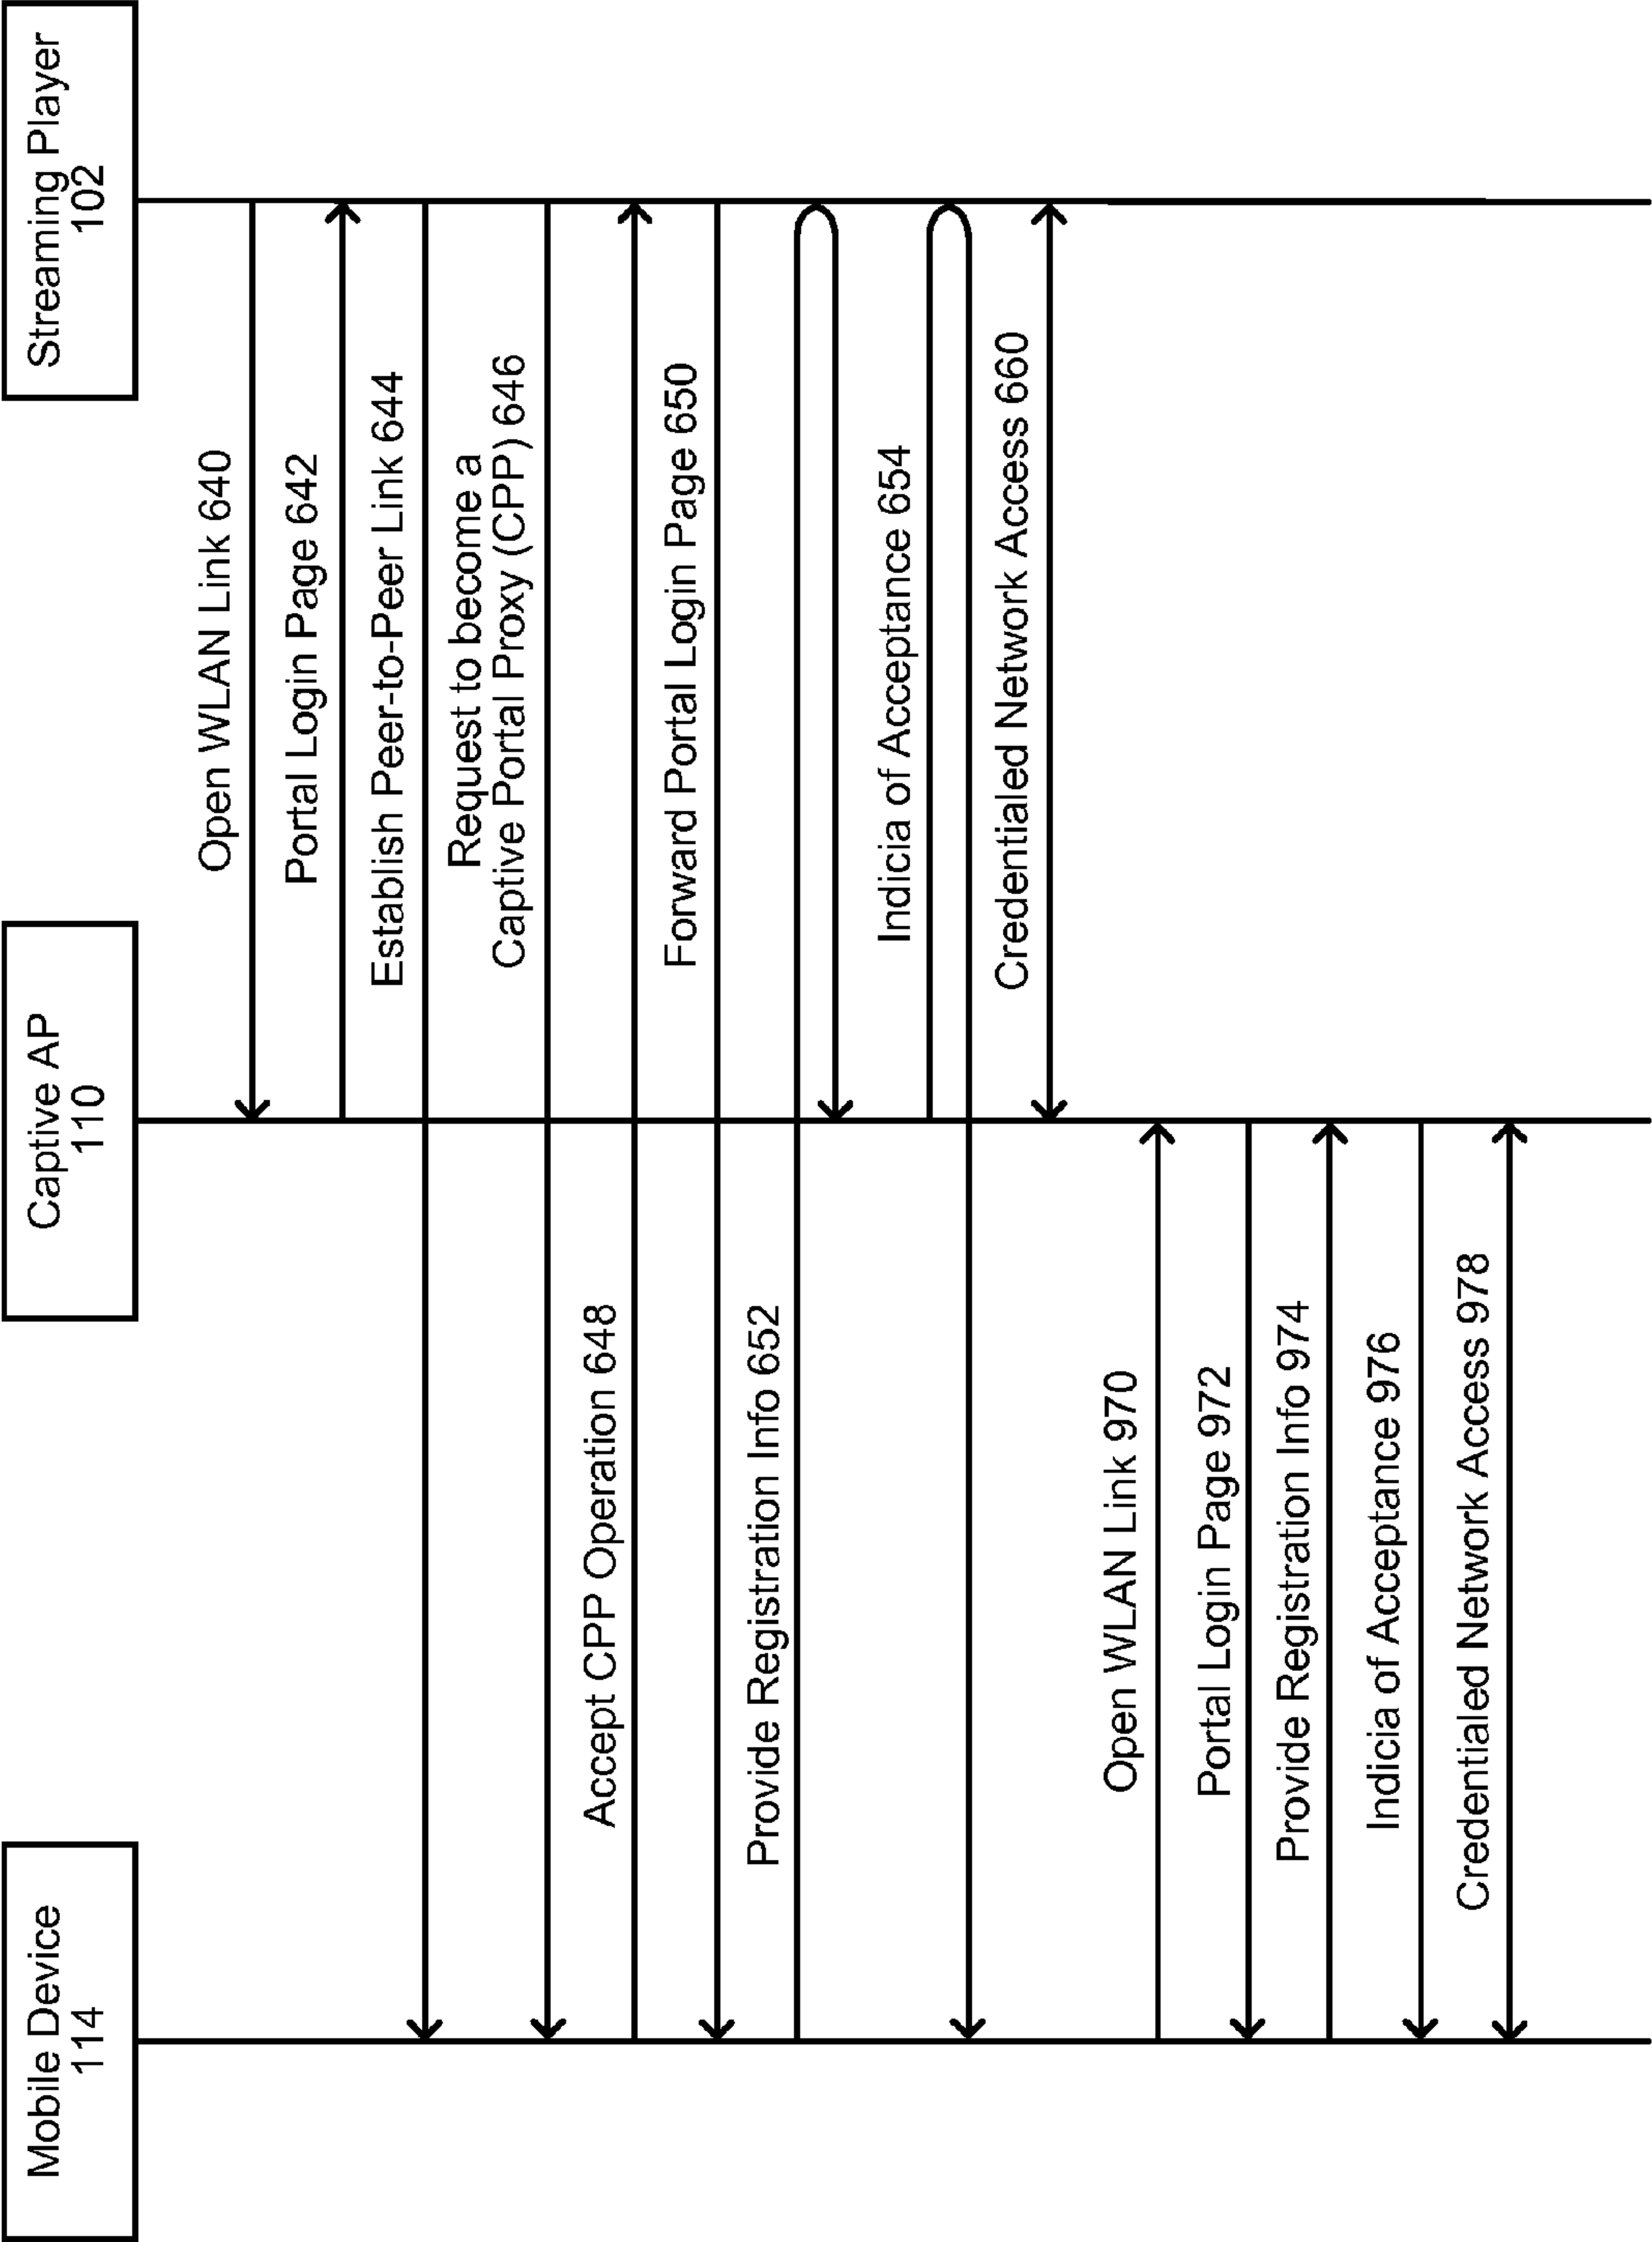 Mobile Device
114
Captive AP
110
Streaming Player
102
Open WLAN Link 640
Portal Login Page 642
Establish Peer-to-Peer Link 644
Request to become a
Captive Portal Proxy (CPP) 646
Accept CPP Operation 648
Forward Portal Login Page 650
Provide Registration Info 652
Indicia of Acceptance 654
Credentialed Network Access 660
Open WLAN Link 970
Portal Login Page 972
Provide Registration Info 974
Indicia of Acceptance 976
Credentialed Network Access 978